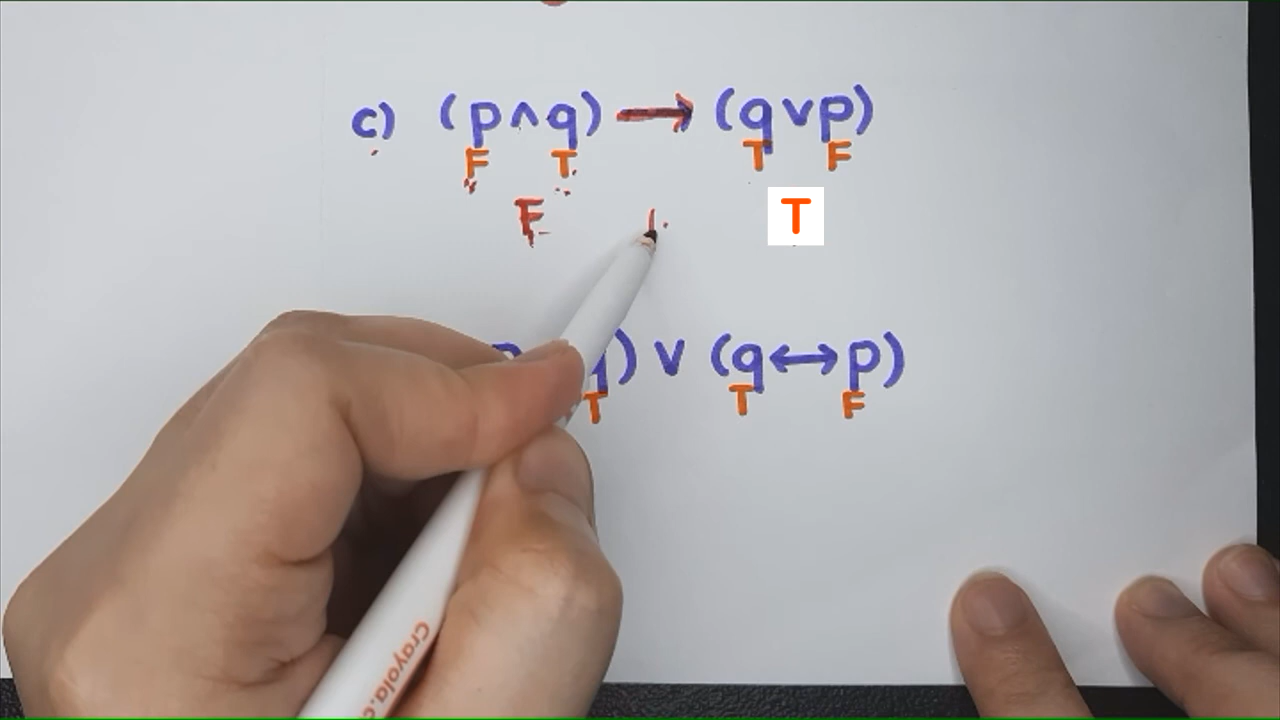 c) (p∧q) → (q∨p)
F T T F
F T
q) ∨ (q↔p)
T T F
Crayola.c